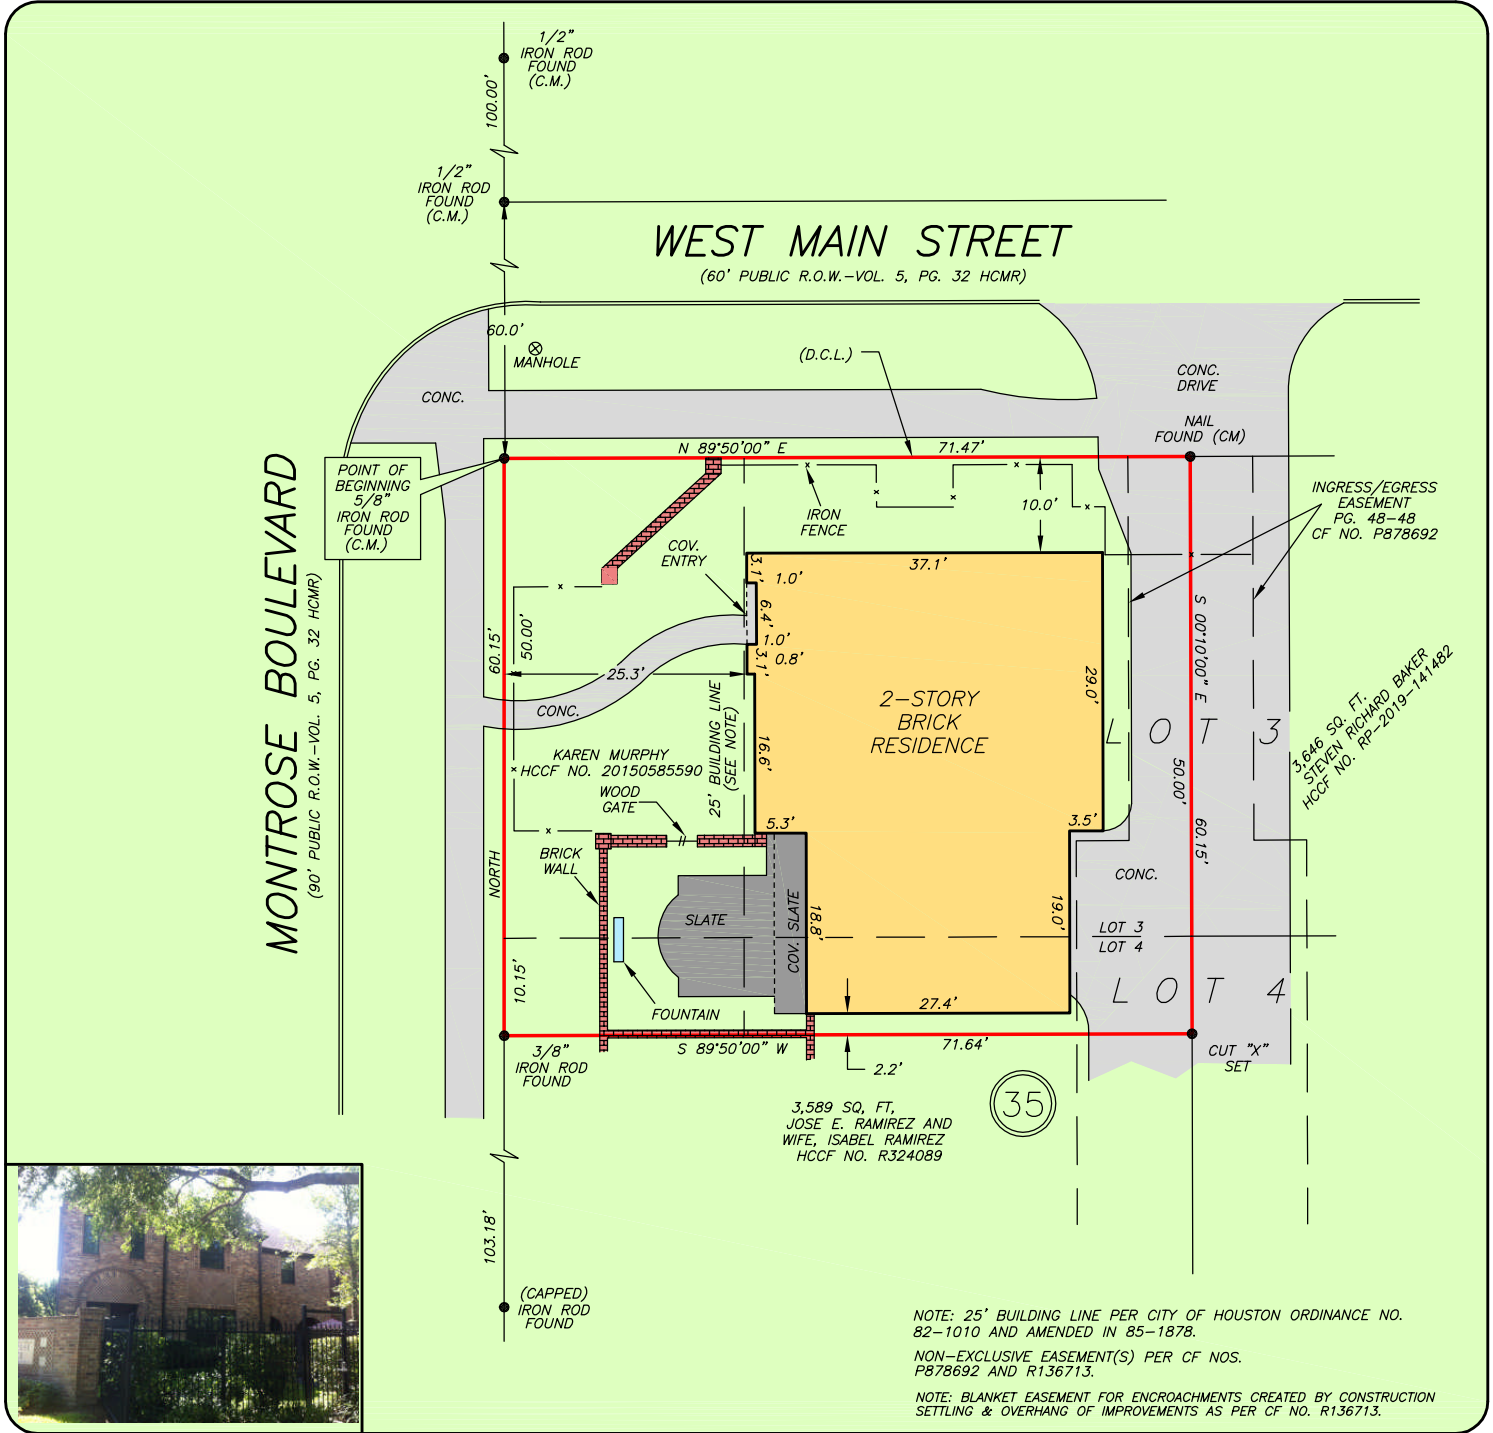 1/2"
IRON ROD
FOUND
(C.M.)
100.00'
1/2"
IRON ROD
FOUND
(C.M.)
WEST MAIN STREET
(60' PUBLIC R.O.W.-VOL. 5, PG. 32 HCMR)
60.0'
MANHOLE
(D.C.L.)
CONC.
DRIVE
CONC.
NAIL
FOUND (CM)
N 89°50'00" E
71.47'
POINT OF
BEGINNING
5/8"
IRON ROD
FOUND
(C.M.)
MONTROSE BOULEVARD
(90' PUBLIC R.O.W.-VOL. 5, PG. 32 HCMR)
IRON
FENCE
10.0'
INGRESS/EGRESS
EASEMENT
PG. 48-48
CF NO. P878692
COV.
ENTRY
3.1'
1.0'
37.1'
6.4'
1.0'
3.1'
0.8'
60.15'
50.00'
25.3'
S 00°10'00" E
29.0'
CONC.
25' BUILDING LINE
(SEE NOTE)
2-STORY
BRICK
RESIDENCE
LOT 3
3,646 SQ. FT.
STEVEN RICHARD BAKER
HCCF NO. RP-2019-141482
KAREN MURPHY
HCCF NO. 20150585590
16.6'
50.00'
WOOD
GATE
5.3'
3.5'
60.15'
BRICK
WALL
NORTH
CONC.
SLATE
COV. SLATE
18.8'
19.0'
LOT 3
LOT 4
10.15'
LOT 4
FOUNTAIN
27.4'
3/8"
IRON ROD
FOUND
S 89°50'00" W
71.64'
CUT "X"
SET
2.2'
35
3,589 SQ, FT,
JOSE E. RAMIREZ AND
WIFE, ISABEL RAMIREZ
HCCF NO. R324089
103.18'
(CAPPED)
IRON ROD
FOUND
NOTE: 25' BUILDING LINE PER CITY OF HOUSTON ORDINANCE NO.
82-1010 AND AMENDED IN 85-1878.
NON-EXCLUSIVE EASEMENT(S) PER CF NOS.
P878692 AND R136713.
NOTE: BLANKET EASEMENT FOR ENCROACHMENTS CREATED BY CONSTRUCTION
SETTLING & OVERHANG OF IMPROVEMENTS AS PER CF NO. R136713.